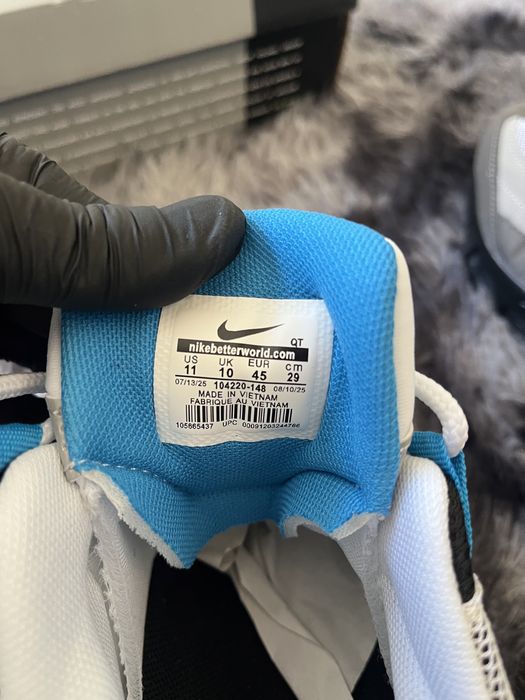 QT
nikebetterworld.com
US UK EUR cm
11 10 45 29
07/13/25 104220-148 08/10/25
MADE IN VIETNAM
FABRIQUE AU VIETNAM
105665437 UPC 00091203244766